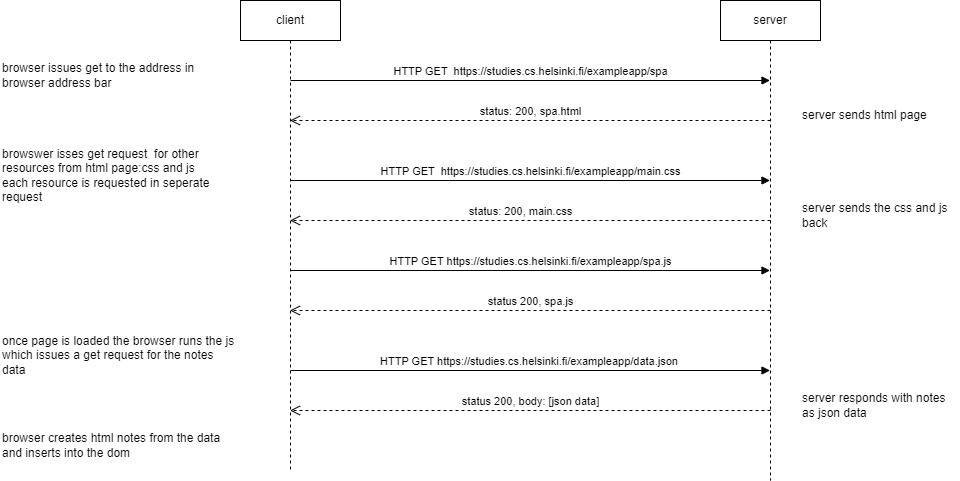 client
server
browser issues get to the address in
browser address bar
HTTP GET  https://studies.cs.helsinki.fi/exampleapp/spa
status: 200, spa.html
server sends html page
browswer isses get request  for other
resources from html page:css and js
each resource is requested in seperate
request
HTTP GET  https://studies.cs.helsinki.fi/exampleapp/main.css
status: 200, main.css
server sends the css and js
back
HTTP GET https://studies.cs.helsinki.fi/exampleapp/spa.js
status 200, spa.js
once page is loaded the browser runs the js
which issues a get request for the notes
data
HTTP GET https://studies.cs.helsinki.fi/exampleapp/data.json
status 200, body: [json data]
server responds with notes
as json data
browser creates html notes from the data
and inserts into the dom